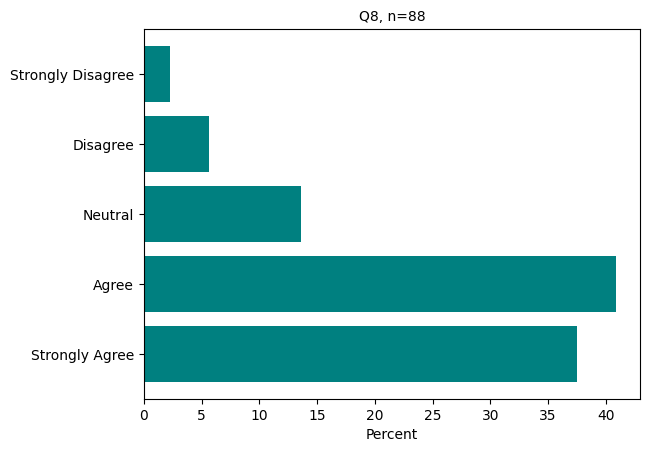 Q8, n=88
Strongly Disagree
Disagree
Neutral
Agree
Strongly Agree
0 5 10 15 20 25 30 35 40
Percent